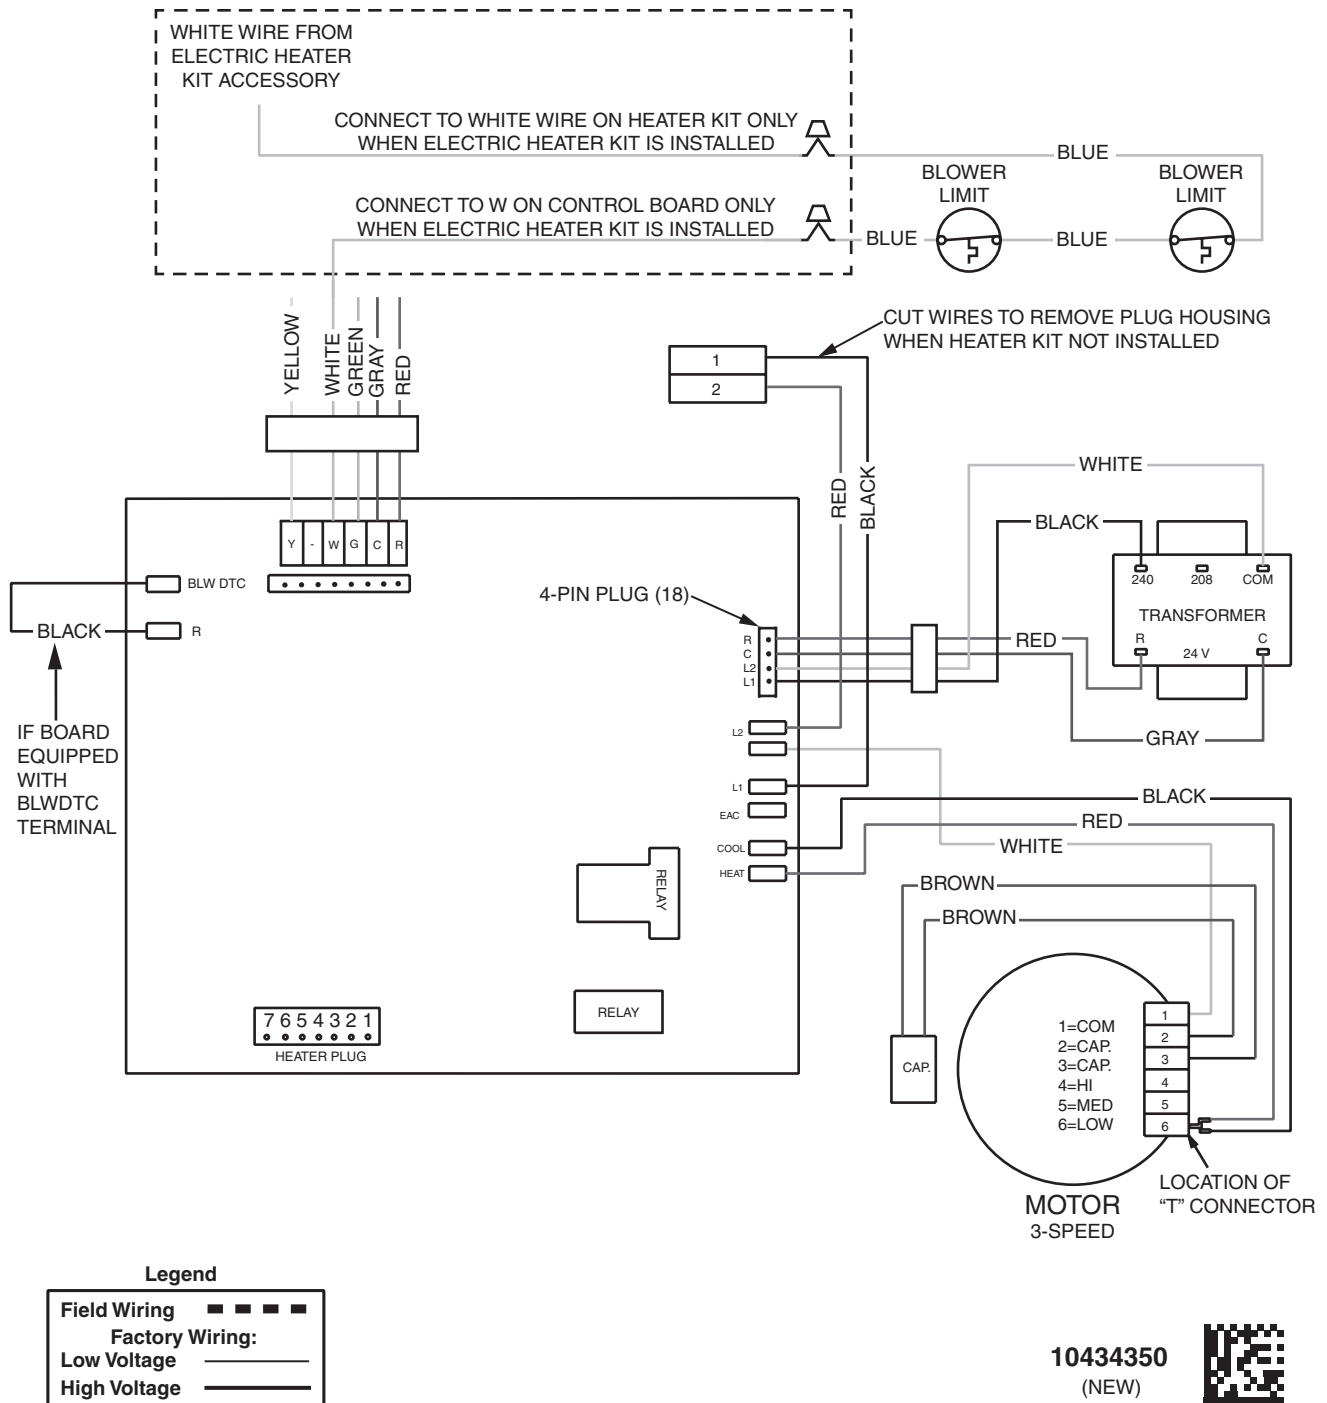 WHITE WIRE FROM
ELECTRIC HEATER
KIT ACCESSORY
CONNECT TO WHITE WIRE ON HEATER KIT ONLY
WHEN ELECTRIC HEATER KIT IS INSTALLED
BLUE
BLOWER
LIMIT
BLOWER
LIMIT
CONNECT TO W ON CONTROL BOARD ONLY
WHEN ELECTRIC HEATER KIT IS INSTALLED
BLUE
BLUE
YELLOW
WHITE
GREEN
GRAY
RED
CUT WIRES TO REMOVE PLUG HOUSING
WHEN HEATER KIT NOT INSTALLED
1
2
RED
BLACK
WHITE
BLACK
Y - W G C R
240 208 COM
TRANSFORMER
R C
24 V
BLW DTC
R
BLACK
4-PIN PLUG (18)
R
C
L2
L1
RED
GRAY
IF BOARD
EQUIPPED
WITH
BLWDTC
TERMINAL
L2
L1
EAC
COOL
HEAT
BLACK
RED
WHITE
BROWN
BROWN
RELAY
RELAY
7 6 5 4 3 2 1
HEATER PLUG
CAP.
1=COM
2=CAP.
3=CAP.
4=HI
5=MED
6=LOW
1
2
3
4
5
6
LOCATION OF
“T” CONNECTOR
MOTOR
3-SPEED
Legend
Field Wiring
Factory Wiring:
Low Voltage
High Voltage
10434350
(NEW)